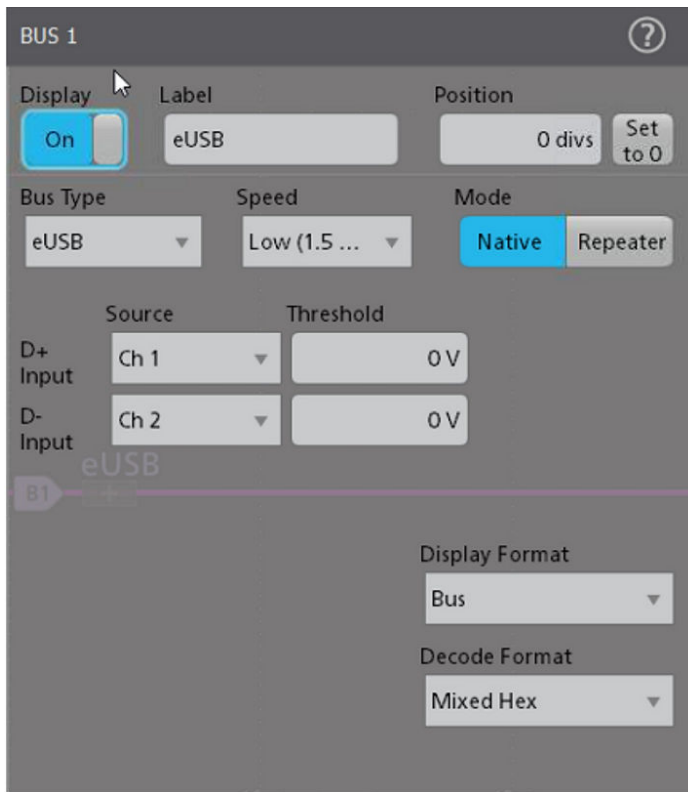 BUS 1 ?
Display Label Position
On eUSB 0 divs Set to 0
Bus Type Speed Mode
eUSB Low (1.5 ... Native Repeater
Source Threshold
D+ Input Ch 1 0 V
D- Input Ch 2 0 V
eUSB
B1 +
Display Format
Bus
Decode Format
Mixed Hex